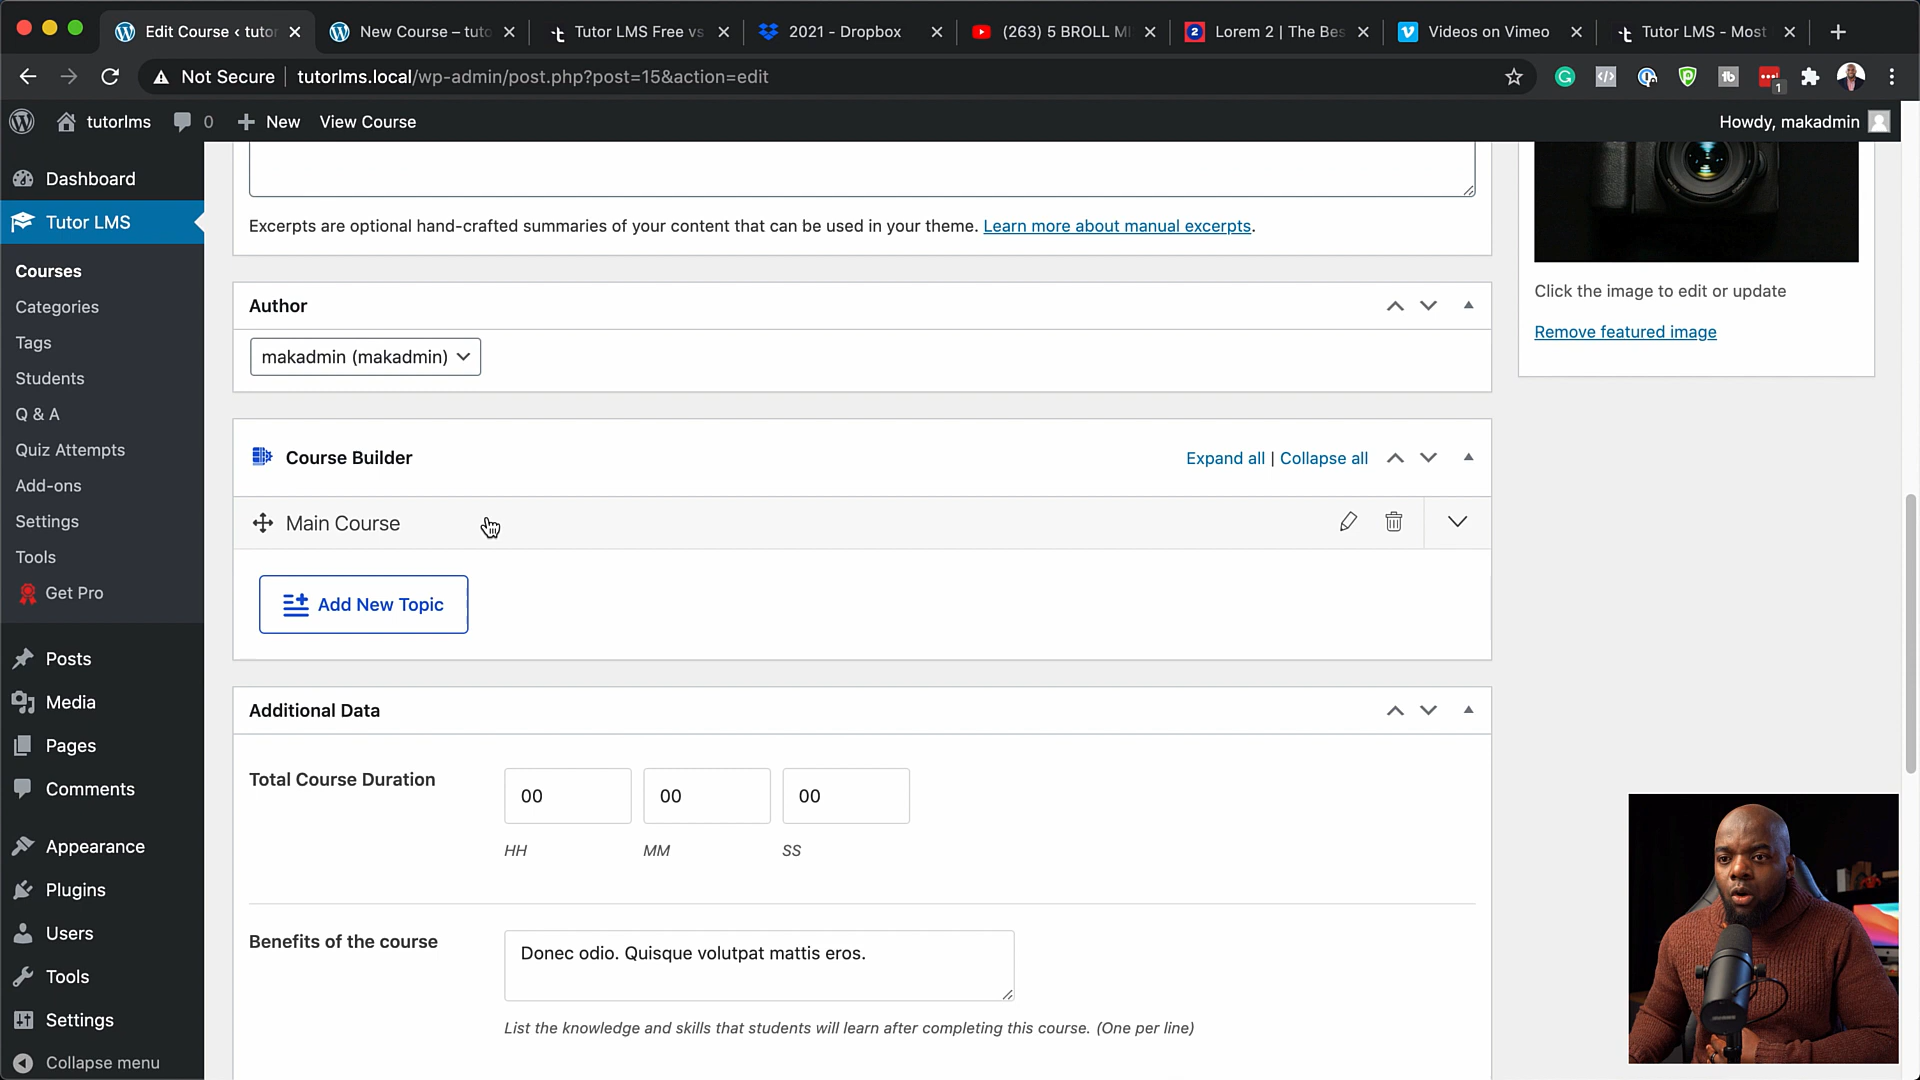 Edit Course ‹ tutor
New Course – tuto
Tutor LMS Free vs
2021 - Dropbox
(263) 5 BROLL MI
Lorem 2 | The Bes
Videos on Vimeo
Tutor LMS - Most
Not Secure
tutorlms.local/wp-admin/post.php?post=15&action=edit
1
tutorlms
0
New
View Course
Howdy, makadmin
Dashboard
Tutor LMS
Courses
Categories
Tags
Students
Q & A
Quiz Attempts
Add-ons
Settings
Tools
Get Pro
Posts
Media
Pages
Comments
Appearance
Plugins
Users
Tools
Settings
Collapse menu
Excerpts are optional hand-crafted summaries of your content that can be used in your theme. Learn more about manual excerpts.
Author
makadmin (makadmin)
Course Builder
Expand all | Collapse all
Main Course
Add New Topic
Additional Data
Total Course Duration
00
00
00
HH
MM
SS
Benefits of the course
Donec odio. Quisque volutpat mattis eros.
List the knowledge and skills that students will learn after completing this course. (One per line)
Click the image to edit or update
Remove featured image